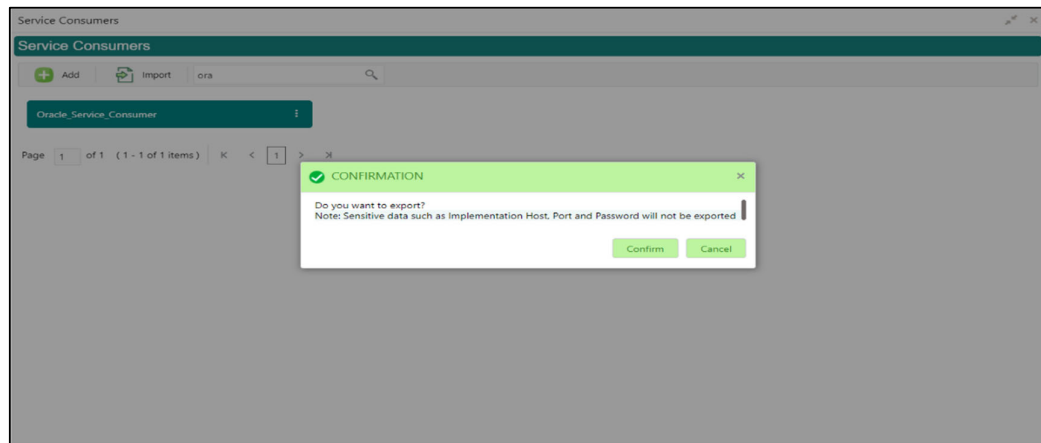 Service Consumers
Service Consumers
Add Import ora
Oracle_Service_Consumer
Page 1 of 1 (1 - 1 of 1 items) K < 1 > Ж
CONFIRMATION
Do you want to export?
Note: Sensitive data such as Implementation Host, Port and Password will not be exported
Confirm Cancel